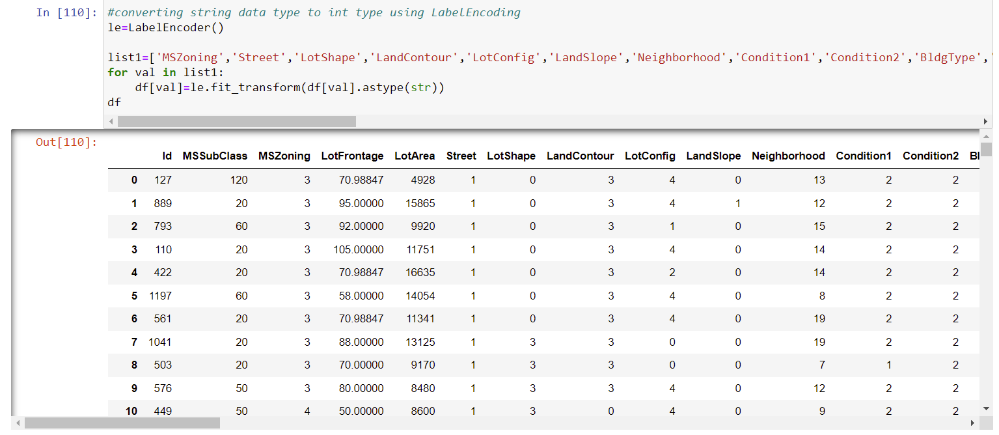 In [110]: #converting string data type to int type using LabelEncoding
le=LabelEncoder()
list1=['MSZoning','Street','LotShape','LandContour','LotConfig','LandSlope','Neighborhood','Condition1','Condition2','BldgType','
for val in list1:
    df[val]=le.fit_transform(df[val].astype(str))
df
Out[110]:
Id MSSubClass MSZoning LotFrontage LotArea Street LotShape LandContour LotConfig LandSlope Neighborhood Condition1 Condition2 Bl
0 127 120 3 70.98847 4928 1 0 3 4 0 13 2 2
1 889 20 3 95.00000 15865 1 0 3 4 1 12 2 2
2 793 60 3 92.00000 9920 1 0 3 1 0 15 2 2
3 110 20 3 105.00000 11751 1 0 3 4 0 14 2 2
4 422 20 3 70.98847 16635 1 0 3 2 0 14 2 2
5 1197 60 3 58.00000 14054 1 0 3 4 0 8 2 2
6 561 20 3 70.98847 11341 1 0 3 4 0 19 2 2
7 1041 20 3 88.00000 13125 1 3 3 0 0 19 2 2
8 503 20 3 70.00000 9170 1 3 3 0 0 7 1 2
9 576 50 3 80.00000 8480 1 3 3 4 0 12 2 2
10 449 50 4 50.00000 8600 1 3 0 4 0 9 2 2